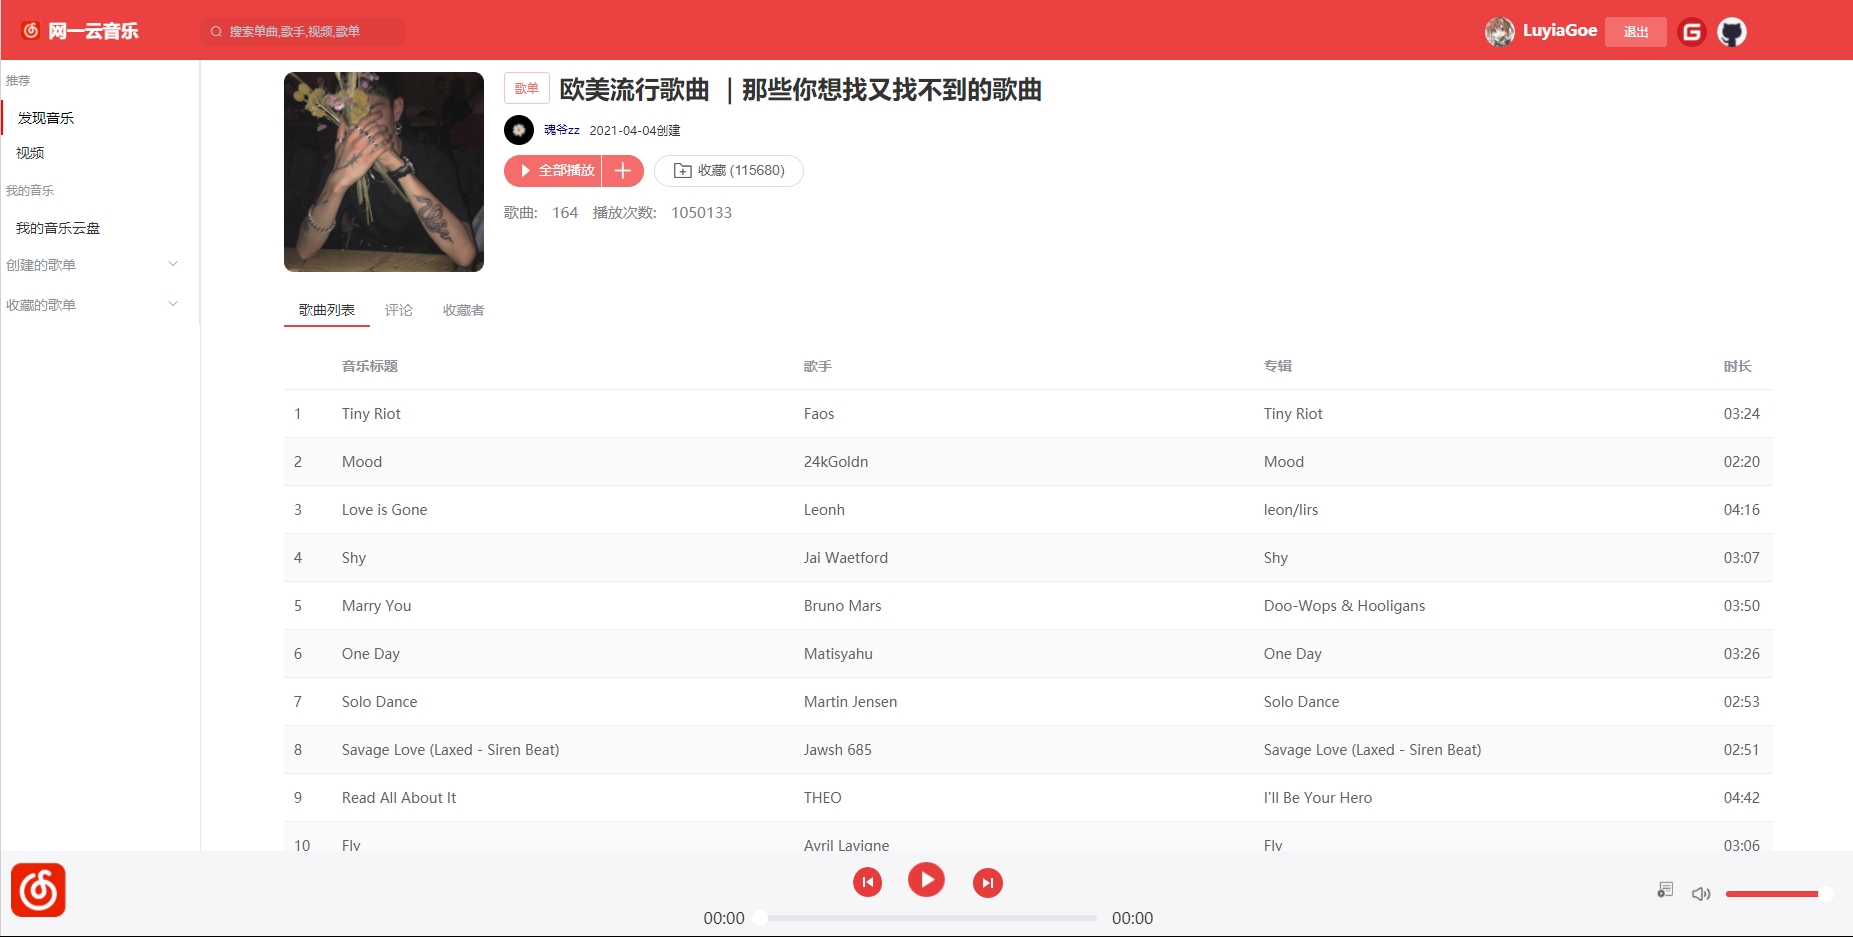 网一云音乐
搜索单曲,歌手,视频,歌单
LuyiaGoe
退出
推荐
发现音乐
视频
我的音乐
我的音乐云盘
创建的歌单
收藏的歌单
歌单
欧美流行歌曲 ｜那些你想找又找不到的歌曲
魂爷zz 2021-04-04创建
全部播放
收藏 (115680)
歌曲: 164 播放次数: 1050133
歌曲列表 评论 收藏者
音乐标题 歌手 专辑 时长
1 Tiny Riot Faos Tiny Riot 03:24
2 Mood 24kGoldn Mood 02:20
3 Love is Gone Leonh leon/lirs 04:16
4 Shy Jai Waetford Shy 03:07
5 Marry You Bruno Mars Doo-Wops & Hooligans 03:50
6 One Day Matisyahu One Day 03:26
7 Solo Dance Martin Jensen Solo Dance 02:53
8 Savage Love (Laxed - Siren Beat) Jawsh 685 Savage Love (Laxed - Siren Beat) 02:51
9 Read All About It THEO I'll Be Your Hero 04:42
10 Fly Avril Lavigne Fly 03:06
00:00 00:00